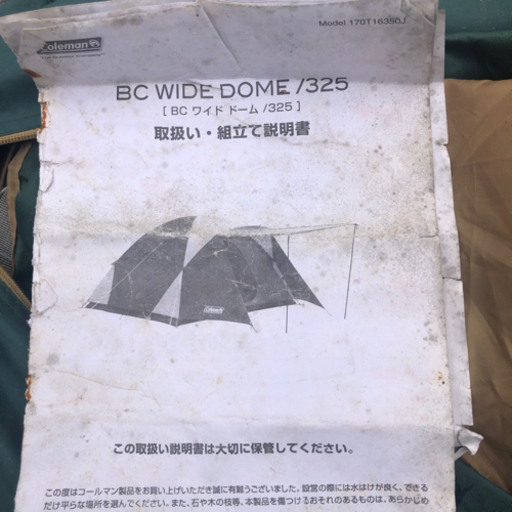 Model 170T16350J
Coleman
BC WIDE DOME /325
[ BC ワイド ドーム /325 ]
取扱い・組立て説明書
Coleman
この取扱い説明書は大切に保管してください。
この度はコールマン製品をお買い上げいただき誠に有難うございました。設営の際には水はけが良く、できる
だけ平らな場所を選んでください。また、石や木の枝等、本製品を傷つけるおそれのあるものは、あらかじめ